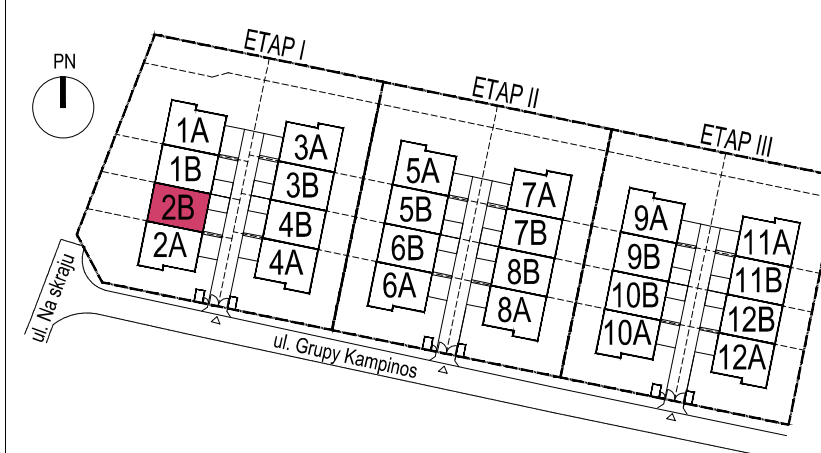 PN
ETAP I
ETAP II
ETAP III
1A
1B
2B
2A
3A
3B
4B
4A
5A
5B
6B
6A
7A
7B
8B
8A
9A
9B
10B
10A
11A
11B
12B
12A
ul. Na skraju
ul. Grupy Kampinos